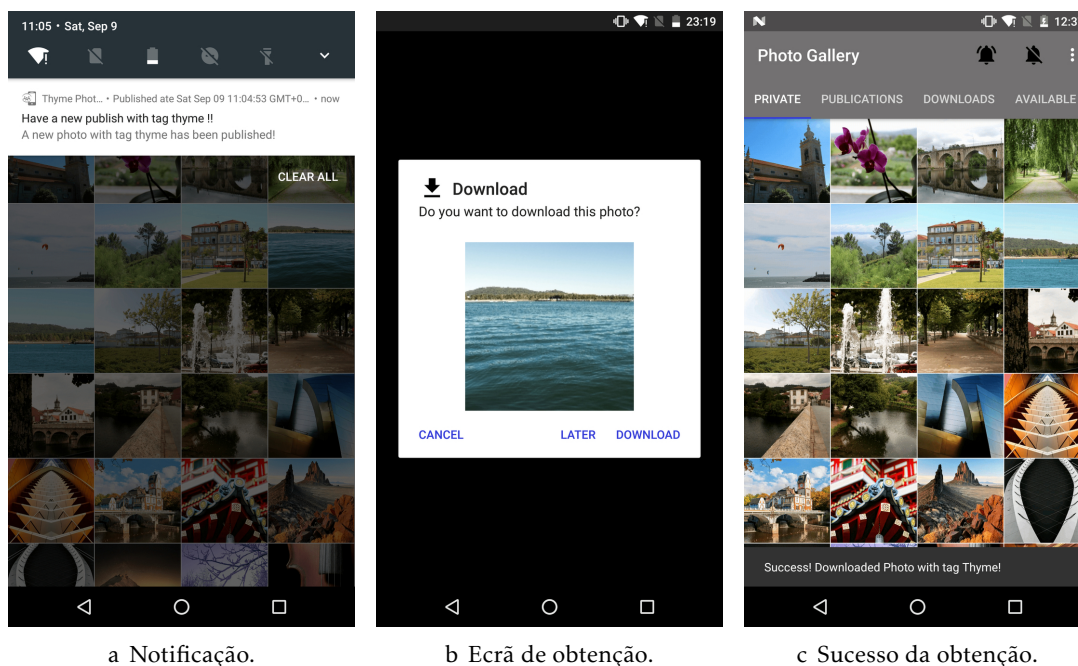 11:05 • Sat, Sep 9
Thyme Phot... • Published ate Sat Sep 09 11:04:53 GMT+0... • now
Have a new publish with tag thyme !!
A new photo with tag thyme has been published!
CLEAR ALL
a Notificação.
23:19
Download
Do you want to download this photo?
CANCEL LATER DOWNLOAD
b Ecrã de obtenção.
N 12:3
Photo Gallery
PRIVATE PUBLICATIONS DOWNLOADS AVAILABLE
Success! Downloaded Photo with tag Thyme!
c Sucesso da obtenção.